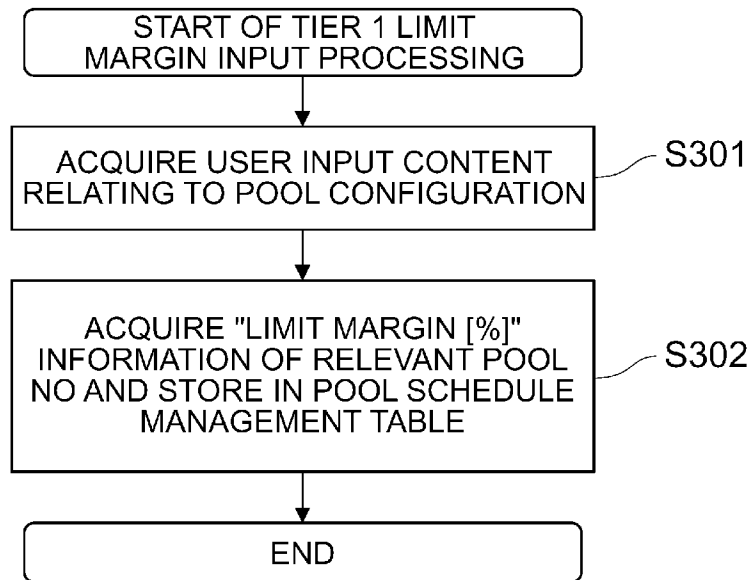 START OF TIER 1 LIMIT
MARGIN INPUT PROCESSING
ACQUIRE USER INPUT CONTENT
RELATING TO POOL CONFIGURATION
S301
ACQUIRE "LIMIT MARGIN [%]"
INFORMATION OF RELEVANT POOL
NO AND STORE IN POOL SCHEDULE
MANAGEMENT TABLE
S302
END